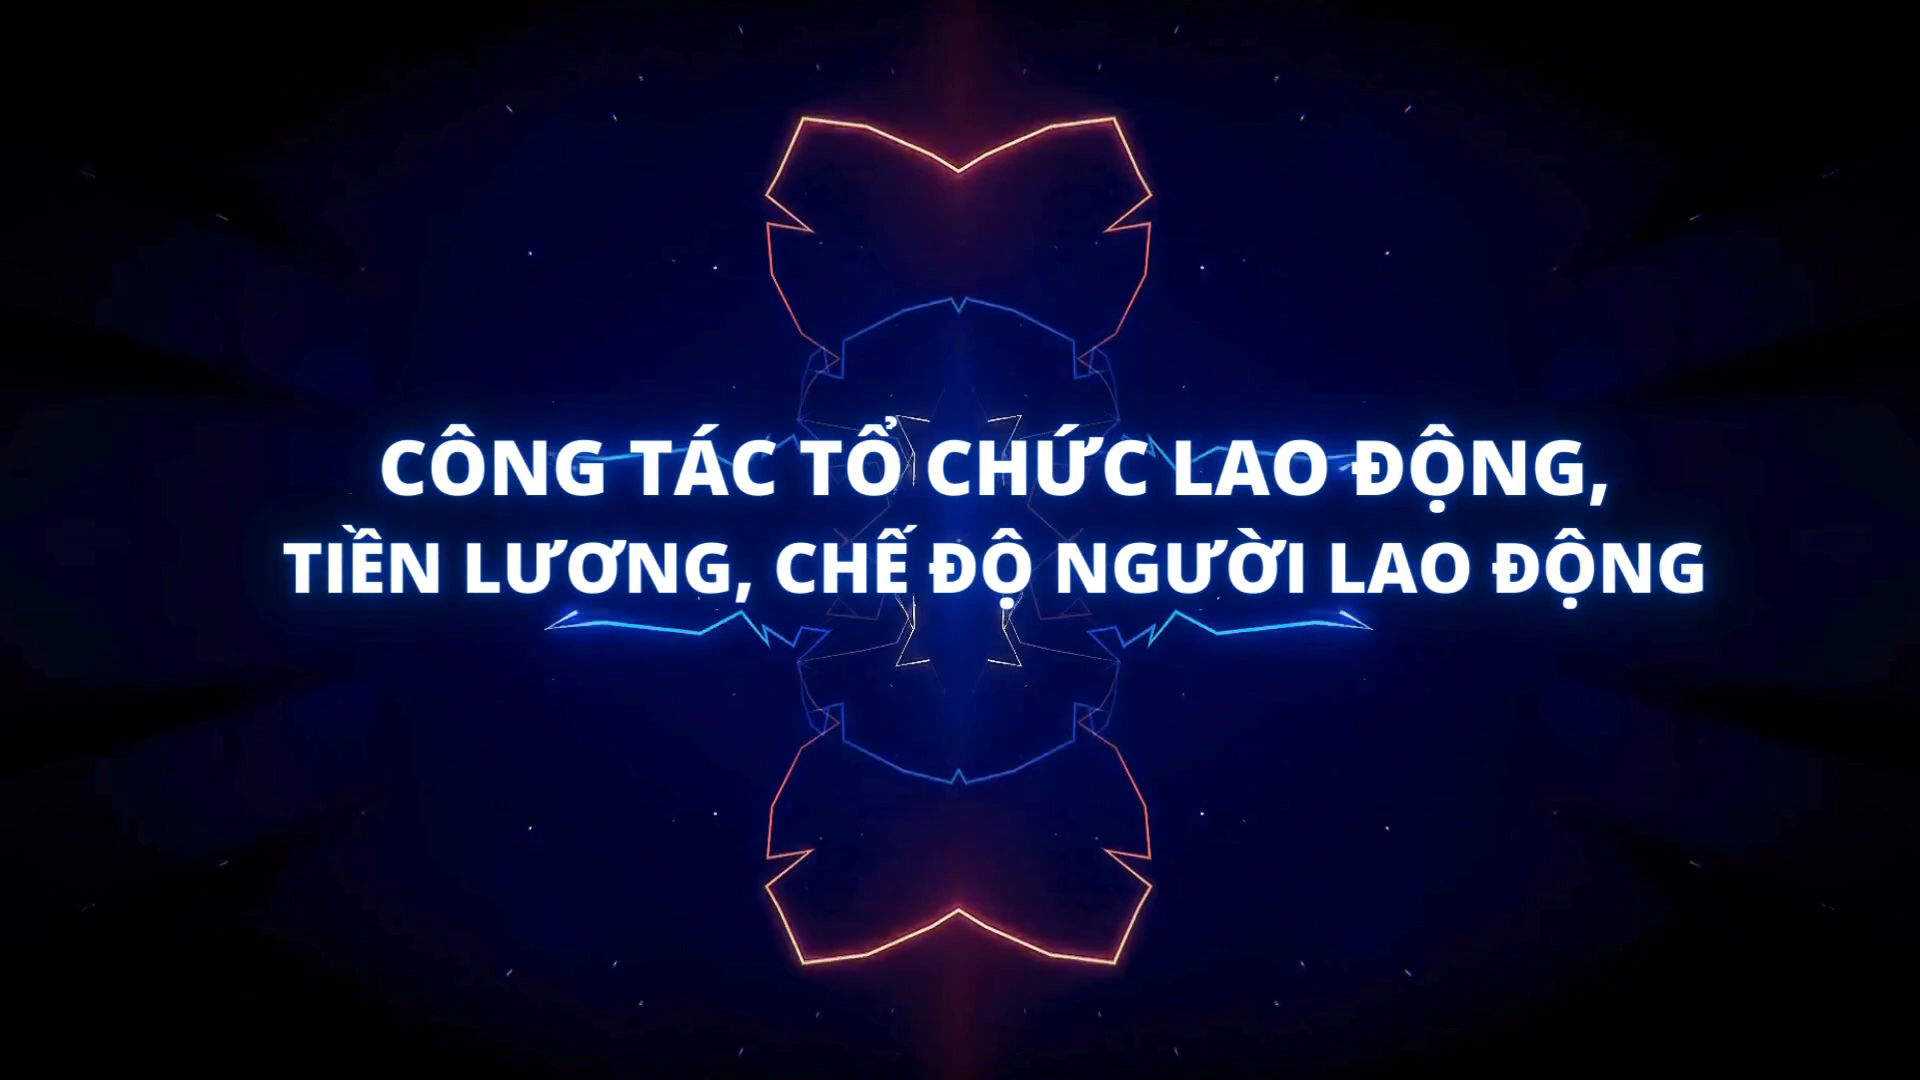 CÔNG TÁC TỔ CHỨC LAO ĐỘNG,
TIỀN LƯƠNG, CHẾ ĐỘ NGƯỜI LAO ĐỘNG